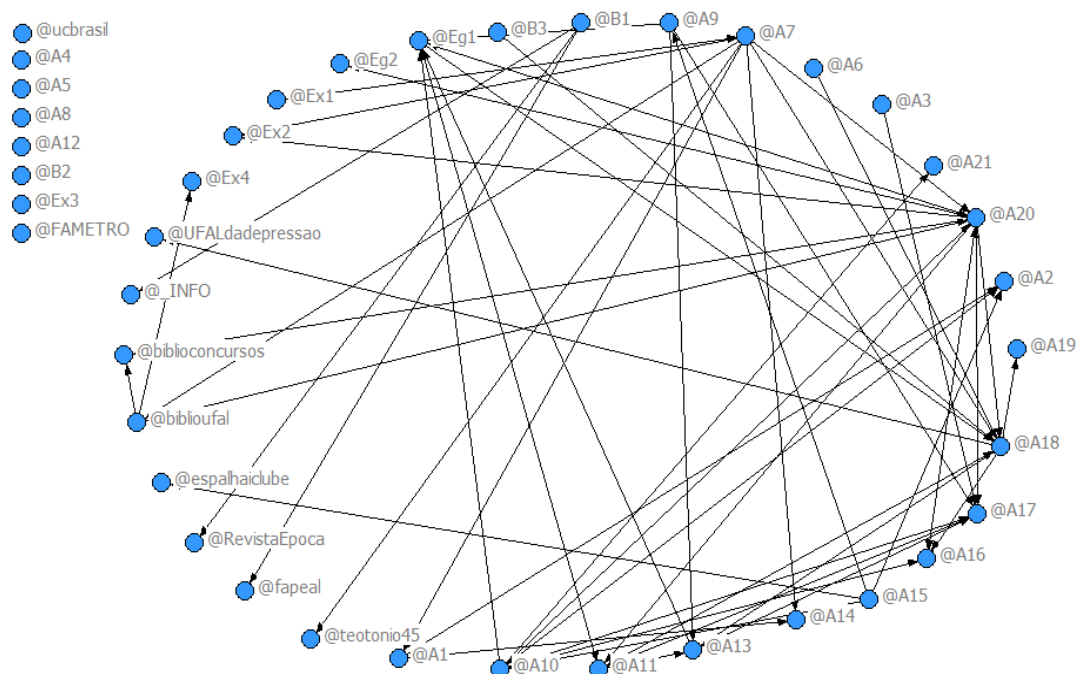 @ucbrasil
@A4
@A5
@A8
@A12
@B2
@Ex3
@FAMETRO
@Eg1
@B3
@B1
@A9
@A7
@Eg2
@A6
@Ex1
@A3
@Ex2
@A21
@Ex4
@A20
@UFALdadepressao
@A2
@_INFO
@A19
@biblioconcursos
@biblioufal
@A18
@espalhaiclube
@A17
@RevistaEpoca
@A16
@fapeal
@A15
@A14
@teotonio45
@A13
@A1
@A10
@A11